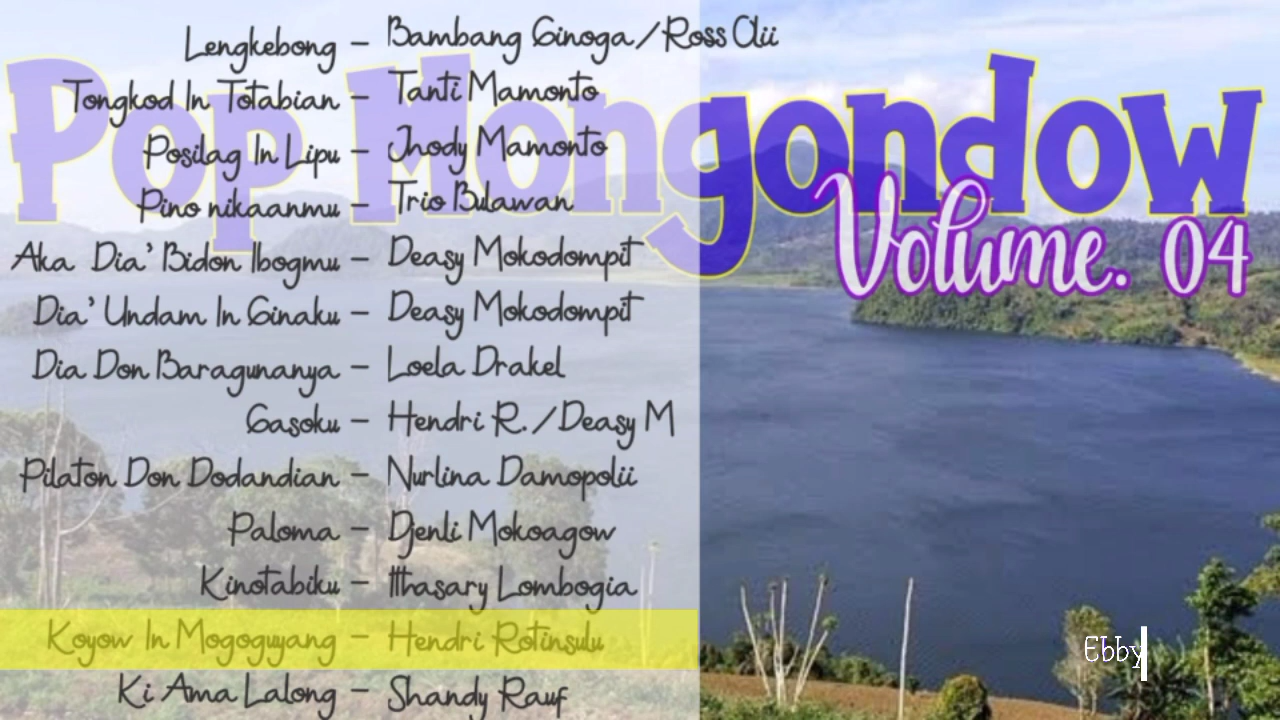 Pop Mongondow
Volume. 04
Lengkebong – Bambang Ginoga/Ross Olii
Tongkod In Totabian – Tanti Mamonto
Posilag In Lipu – Jhody Mamonto
Pino nikaanmu – Trio Bulawan
Aka Dia' Bidon Ibogmu – Deasy Mokodompit
Dia' Undam In Ginaku – Deasy Mokodompit
Dia Don Baragunanya – Loela Drakel
Gasoku – Hendri R./Deasy M
Pilaton Don Dodandian – Nurlina Damopolii
Paloma – Djenli Mokoagow
Kinotabiku – Itthasary Lombogia
Koyow In Mogoguyang – Hendri Rotinsulu
Ki Ama Lalong – Shandy Rauf
Ebby